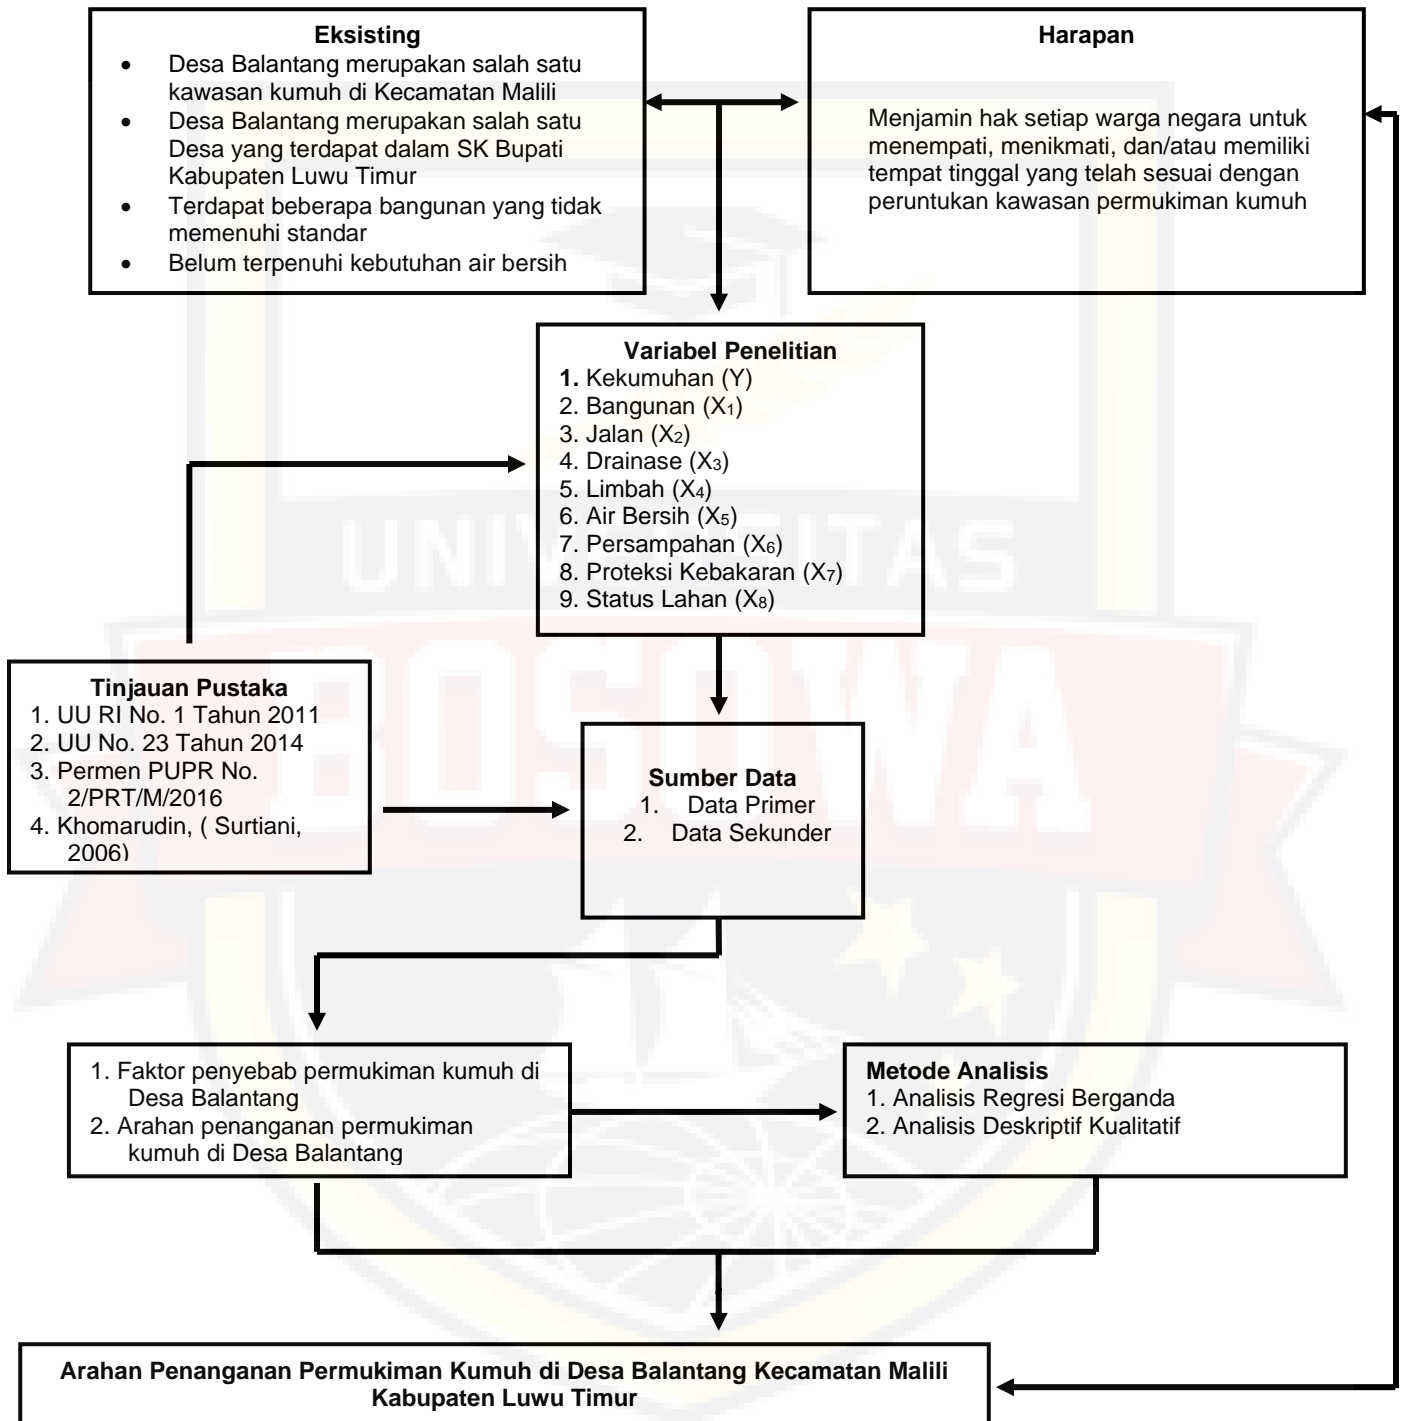 Eksisting
• Desa Balantang merupakan salah satu
kawasan kumuh di Kecamatan Malili
• Desa Balantang merupakan salah satu
Desa yang terdapat dalam SK Bupati
Kabupaten Luwu Timur
• Terdapat beberapa bangunan yang tidak
memenuhi standar
• Belum terpenuhi kebutuhan air bersih
Harapan
Menjamin hak setiap warga negara untuk
menempati, menikmati, dan/atau memiliki
tempat tinggal yang telah sesuai dengan
peruntukan kawasan permukiman kumuh
Variabel Penelitian
1. Kekumuhan (Y)
2. Bangunan (X1)
3. Jalan (X2)
4. Drainase (X3)
5. Limbah (X4)
6. Air Bersih (X5)
7. Persampahan (X6)
8. Proteksi Kebakaran (X7)
9. Status Lahan (X8)
UNIVERSITAS
BOSOWA
Tinjauan Pustaka
1. UU RI No. 1 Tahun 2011
2. UU No. 23 Tahun 2014
3. Permen PUPR No.
2/PRT/M/2016
4. Khomarudin, ( Surtiani,
2006)
Sumber Data
1. Data Primer
2. Data Sekunder
1. Faktor penyebab permukiman kumuh di
Desa Balantang
2. Arahan penanganan permukiman
kumuh di Desa Balantang
Metode Analisis
1. Analisis Regresi Berganda
2. Analisis Deskriptif Kualitatif
Arahan Penanganan Permukiman Kumuh di Desa Balantang Kecamatan Malili
Kabupaten Luwu Timur